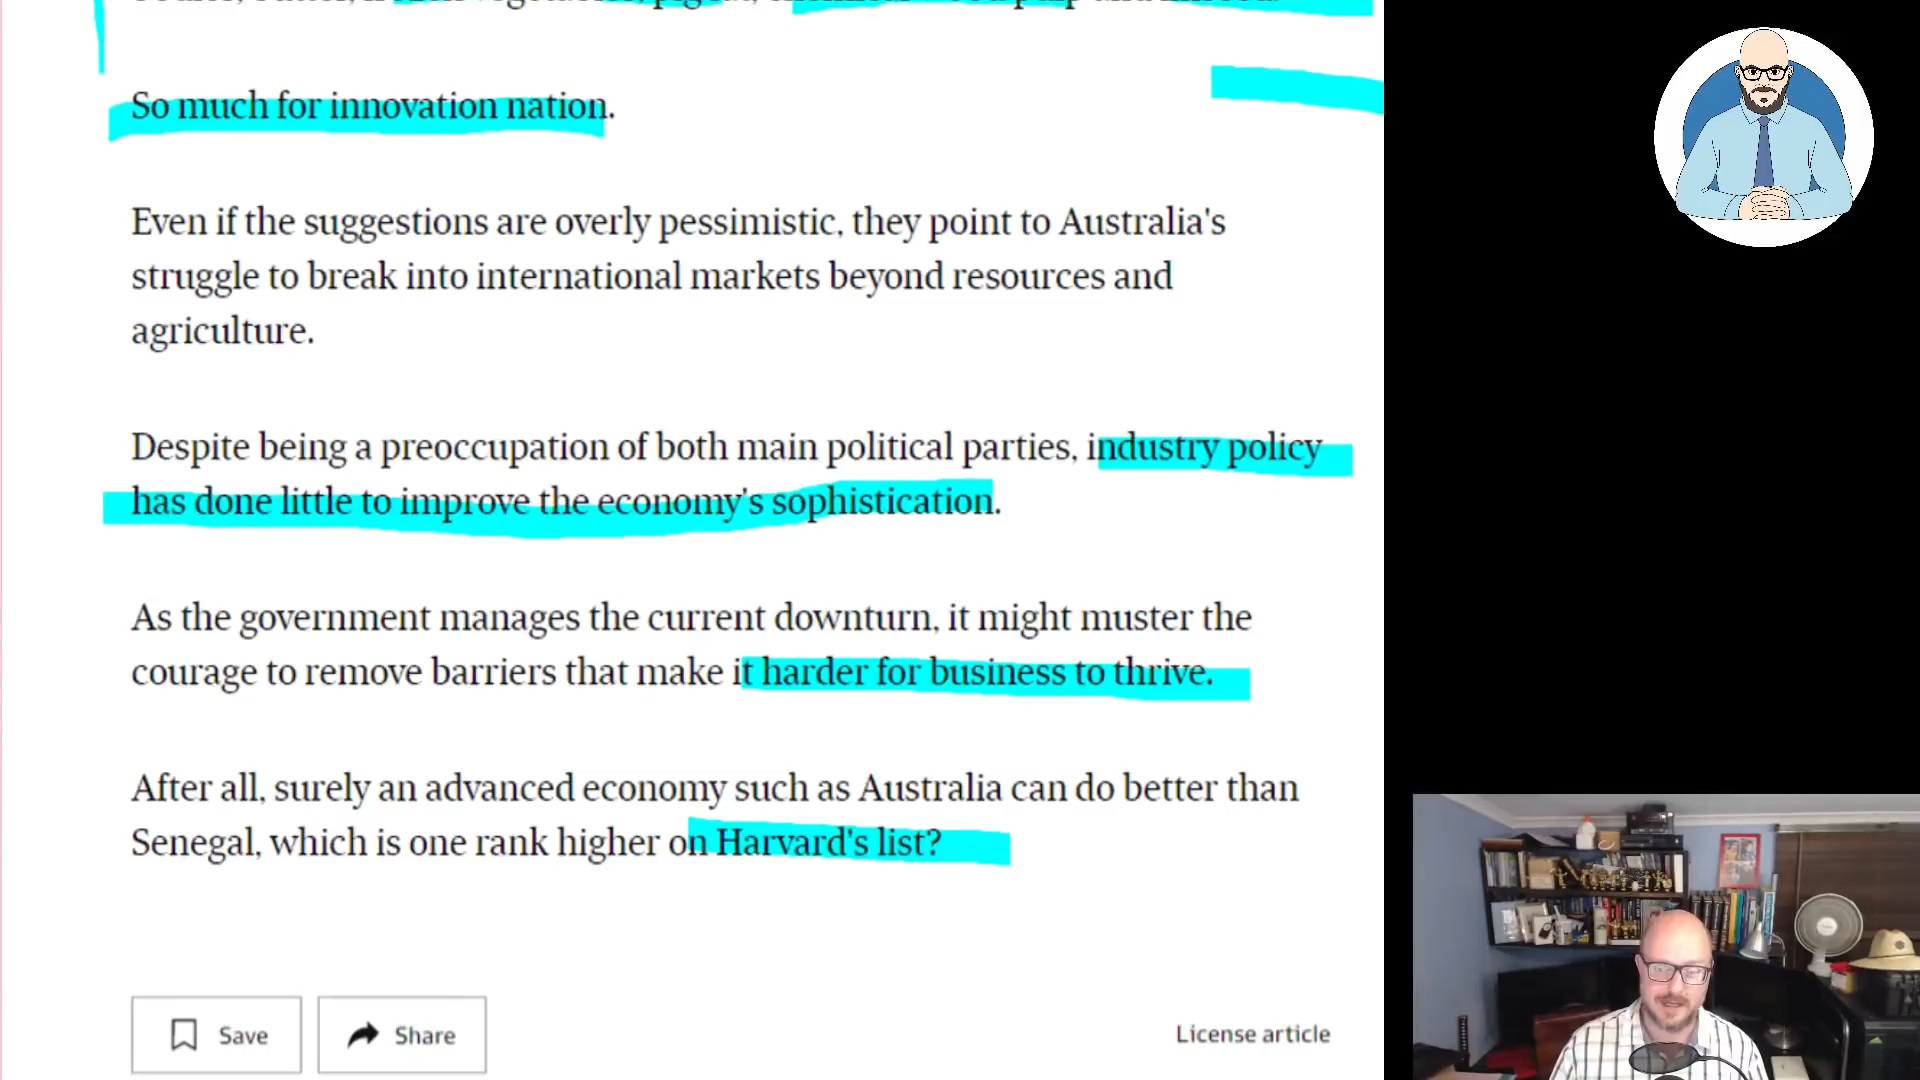 So much for innovation nation.
Even if the suggestions are overly pessimistic, they point to Australia's
struggle to break into international markets beyond resources and
agriculture.
Despite being a preoccupation of both main political parties, industry policy
has done little to improve the economy's sophistication.
As the government manages the current downturn, it might muster the
courage to remove barriers that make it harder for business to thrive.
After all, surely an advanced economy such as Australia can do better than
Senegal, which is one rank higher on Harvard's list?
Save
Share
License article